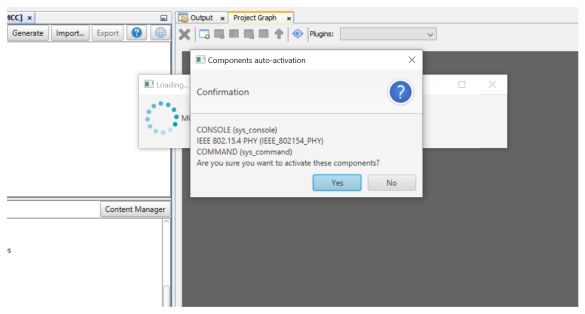 MCC] ×
Output ×
Project Graph ×
Generate
Import...
Export
Plugins:
Components auto-activation
Loading...
Confirmation
CONSOLE (sys_console)
IEEE 802.15.4 PHY (IEEE_802154_PHY)
COMMAND (sys_command)
Are you sure you want to activate these components?
Yes
No
Content Manager